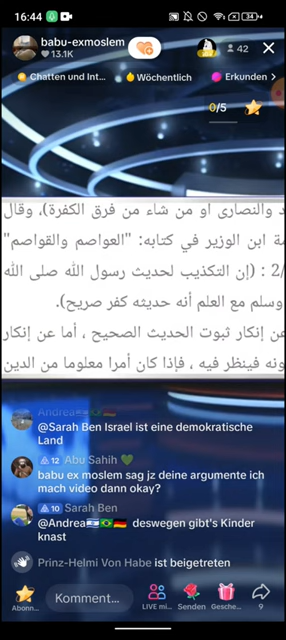 16:44
34
babu-exmoslem
13.1K
42
Chatten und Int...
Wöchentlich
Erkunden
0/5
د والنصارى او من شاء من فرق الكفرة)، وقال
مة ابن الوزير في كتابه: "العواصم والقواصم"
2/ : (إن التكذيب لحديث رسول الله صلى الله
وسلم مع العلم أنه حديثه كفر صريح).
عن إنكار ثبوت الحديث الصحيح ، أما عن إنكار
ونه فينظر فيه ، فإذا كان أمرا معلوما من الدين
Andrea
@Sarah Ben Israel ist eine demokratische
Land
12 Abu Sahih
babu ex moslem sag jz deine argumente ich
mach video dann okay?
10 Sarah Ben
@Andrea deswegen gibt's Kinder
knast
Prinz-Helmi Von Habe ist beigetreten
Abonn...
Komment...
LIVE mi...
Senden
Gesche...
9